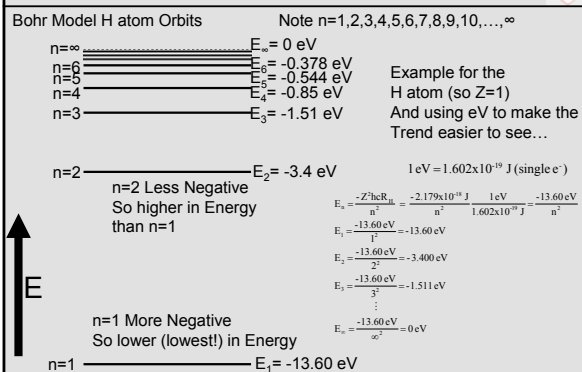 Bohr Model H atom Orbits
Note n=1,2,3,4,5,6,7,8,9,10,…,∞
n=∞ E∞= 0 eV
n=6 E₆= -0.378 eV
n=5 E₅= -0.544 eV
n=4 E₄= -0.85 eV
n=3 E₃= -1.51 eV
Example for the
H atom (so Z=1)
And using eV to make the
Trend easier to see…
n=2 E₂= -3.4 eV
1 eV = 1.602x10⁻¹⁹ J (single e⁻)
n=2 Less Negative
So higher in Energy
than n=1
Eₙ = -Z²hcR_H/n² = -2.179x10⁻¹⁸ J/n² 1 eV/1.602x10⁻¹⁹ J = -13.60 eV/n²
E₁ = -13.60 eV/1² = -13.60 eV
E₂ = -13.60 eV/2² = -3.400 eV
E₃ = -13.60 eV/3² = -1.511 eV
⋮
E∞ = -13.60 eV/∞² = 0 eV
E
n=1 More Negative
So lower (lowest!) in Energy
n=1 E₁= -13.60 eV